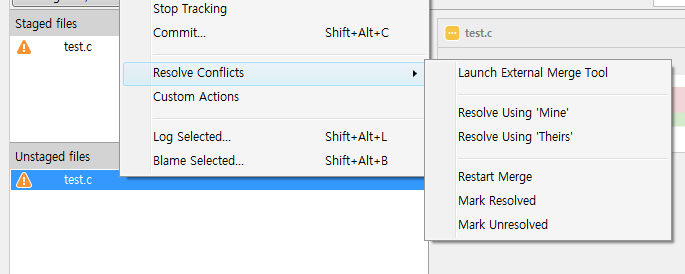 Stop Tracking
Staged files
test.c
Commit... Shift+Alt+C
test.c
Resolve Conflicts
Launch External Merge Tool
Custom Actions
Resolve Using 'Mine'
Log Selected... Shift+Alt+L
Resolve Using 'Theirs'
Unstaged files
Blame Selected... Shift+Alt+B
test.c
Restart Merge
Mark Resolved
Mark Unresolved